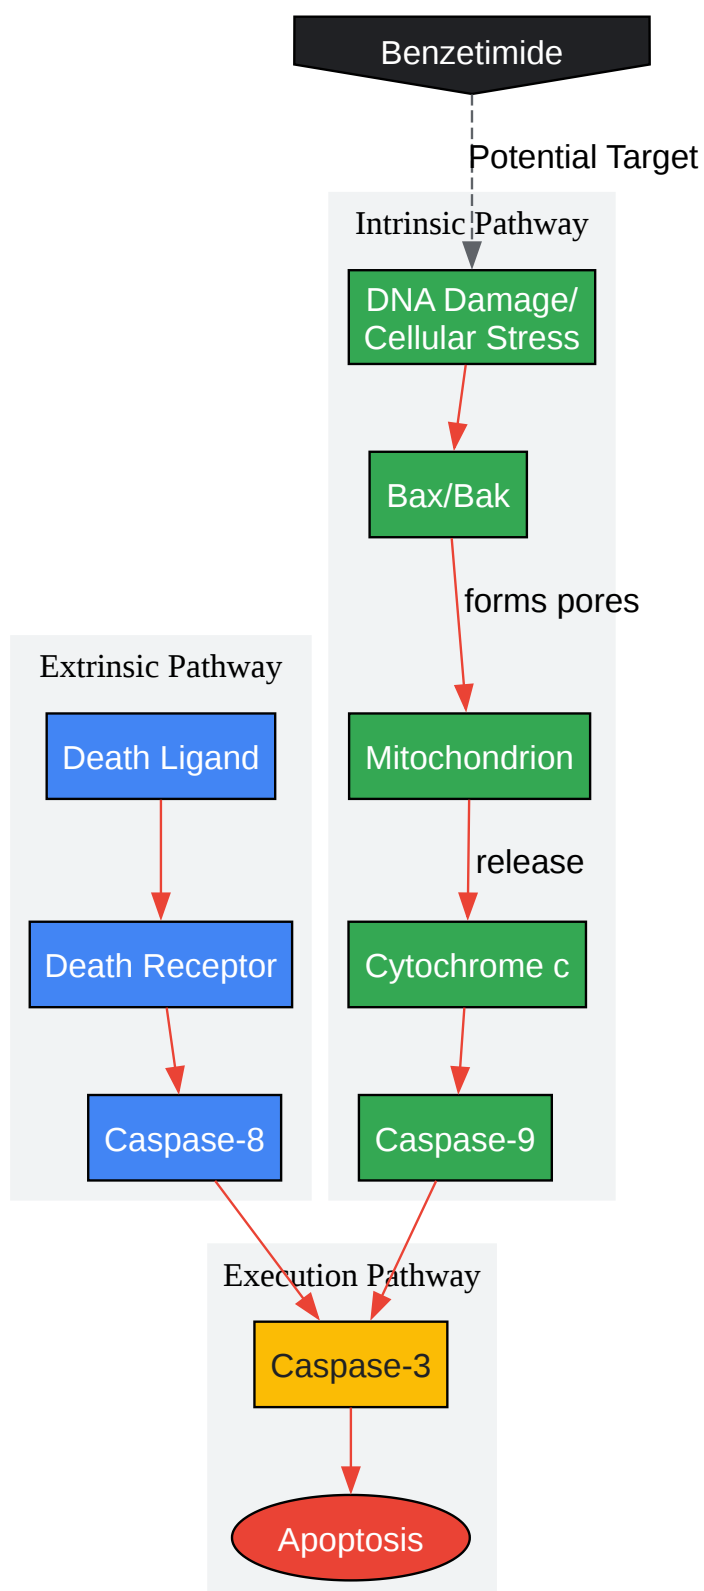 Benzetimide
Potential Target
Intrinsic Pathway
DNA Damage/
Cellular Stress
Bax/Bak
forms pores
Extrinsic Pathway
Death Ligand
Mitochondrion
release
Death Receptor
Cytochrome c
Caspase-8
Caspase-9
Execution Pathway
Caspase-3
Apoptosis